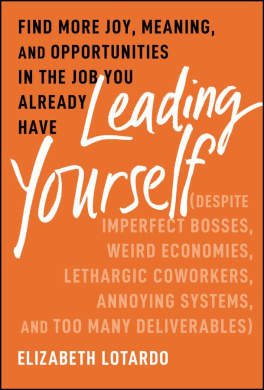 FIND MORE JOY, MEANING,
AND OPPORTUNITIES
IN THE JOB YOU
ALREADY
HAVE
Leading
Yourself
(DESPITE
IMPERFECT BOSSES,
WEIRD ECONOMIES,
LETHARGIC COWORKERS,
ANNOYING SYSTEMS,
AND TOO MANY DELIVERABLES)
ELIZABETH LOTARDO